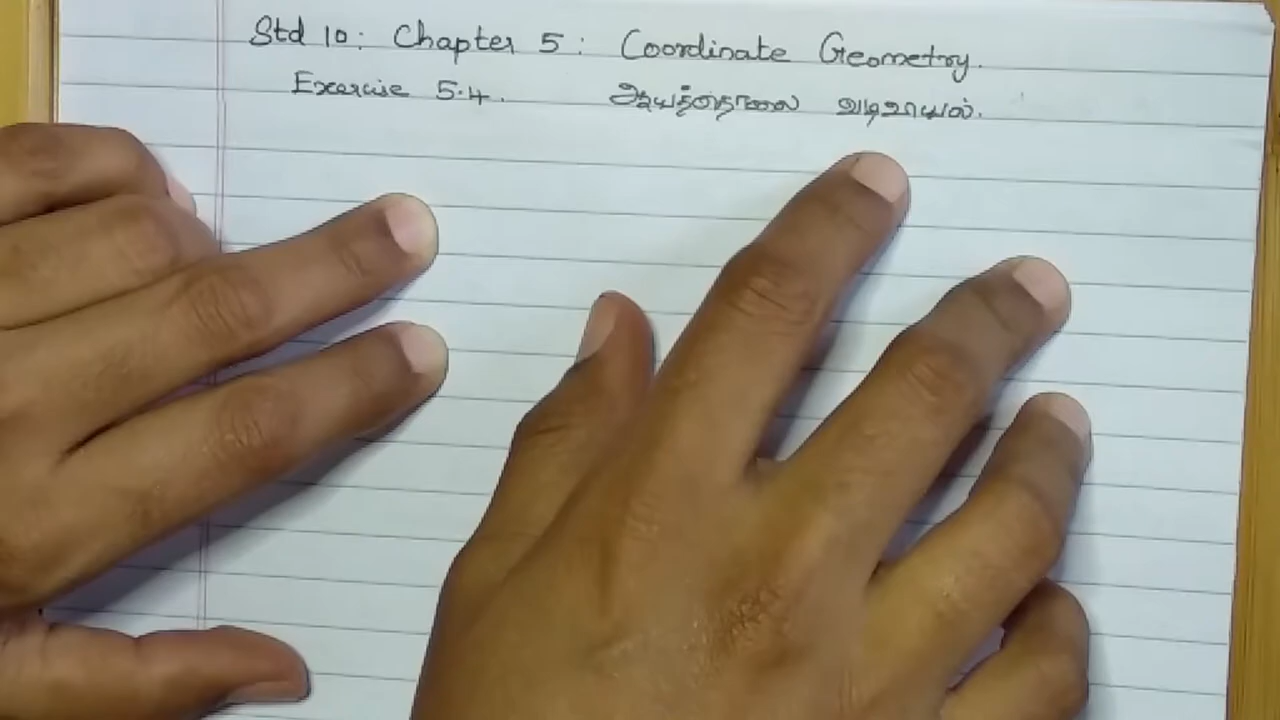 Std 10: Chapter 5: Coordinate Geometry.
Exercise 5.4. ஆயத்தொலை வடிவியல்.